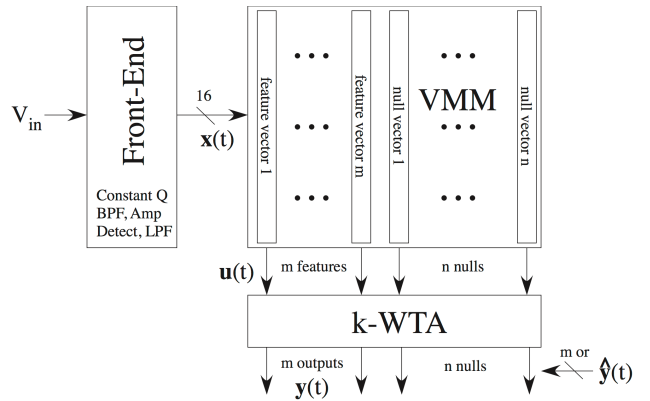 V_in
Front-End
Constant Q
BPF, Amp
Detect, LPF
16
x(t)
feature vector 1
feature vector m
null vector 1
VMM
null vector n
u(t)
m features
n nulls
k-WTA
m outputs
y(t)
n nulls
m or
ŷ(t)